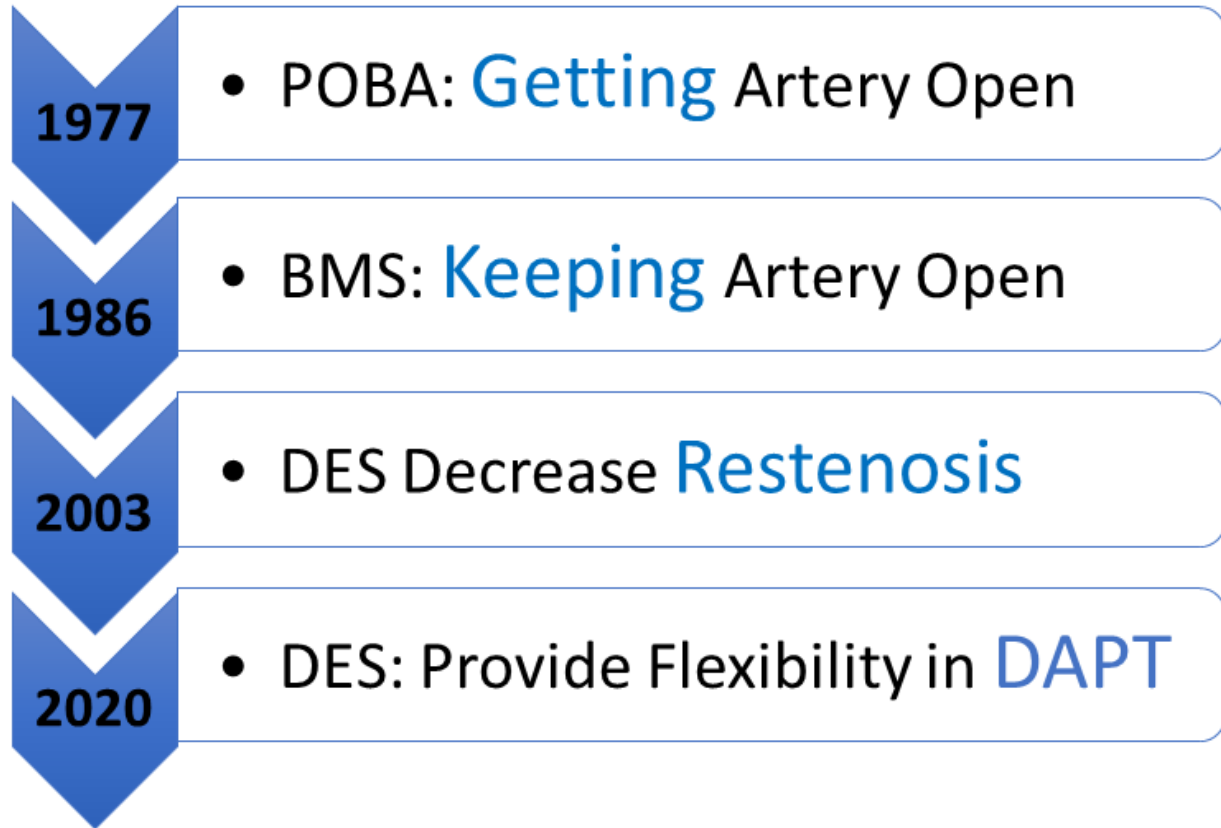 1977
• POBA: Getting Artery Open
1986
• BMS: Keeping Artery Open
2003
• DES Decrease Restenosis
2020
• DES: Provide Flexibility in DAPT